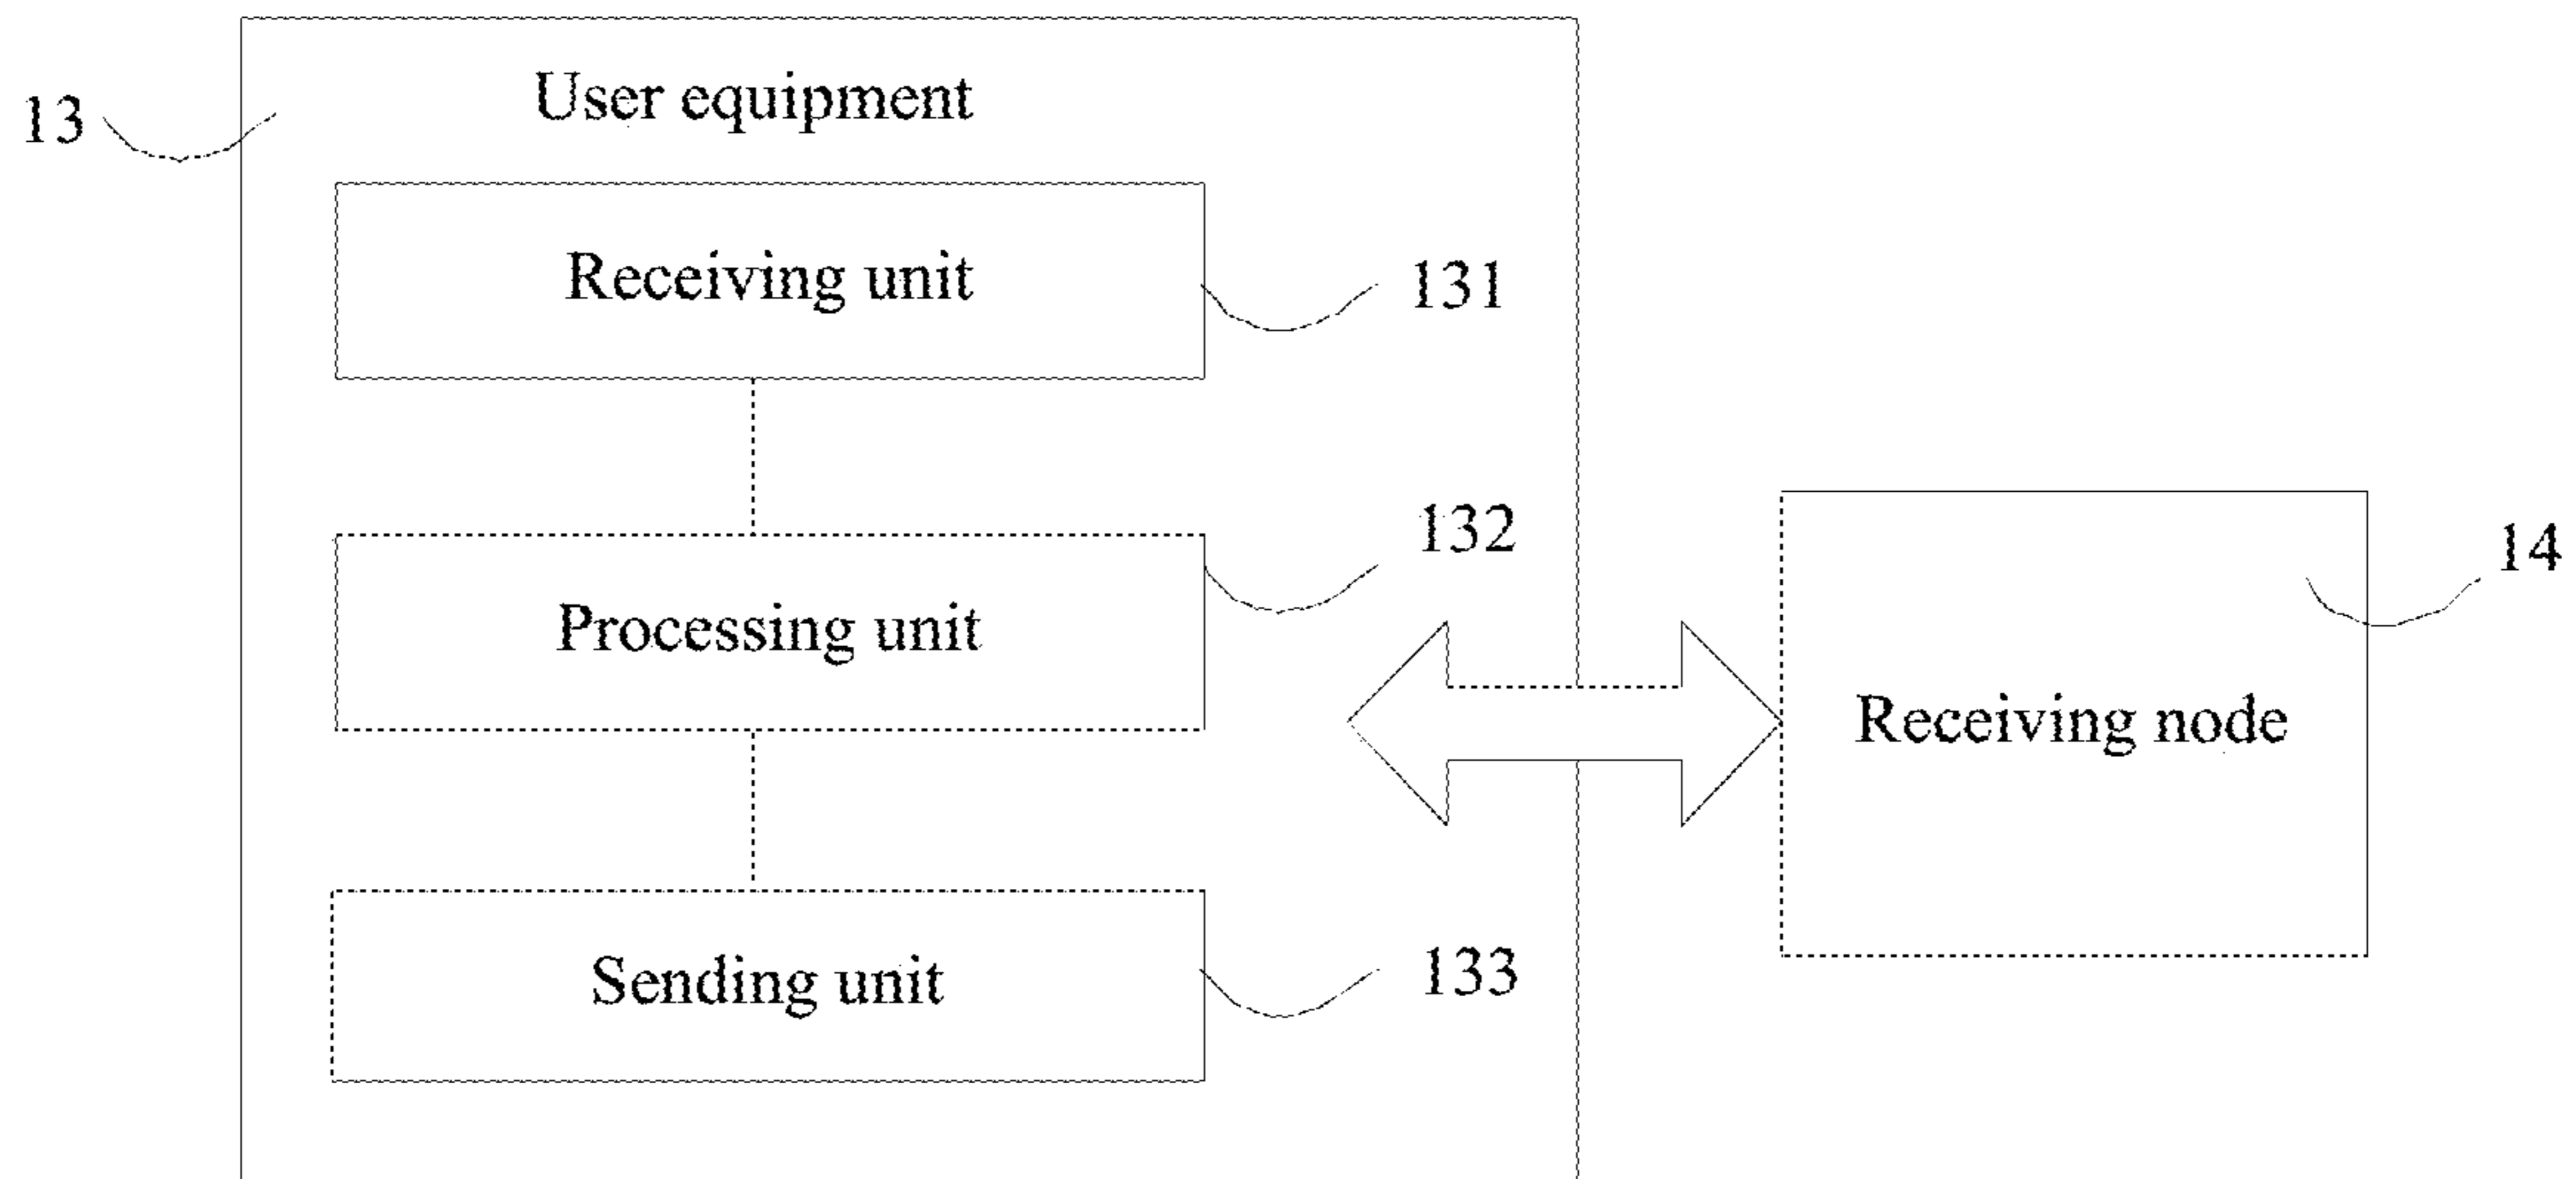 User equipment
13
Receiving unit
131
132
Processing unit
14
Receiving node
Sending unit
133